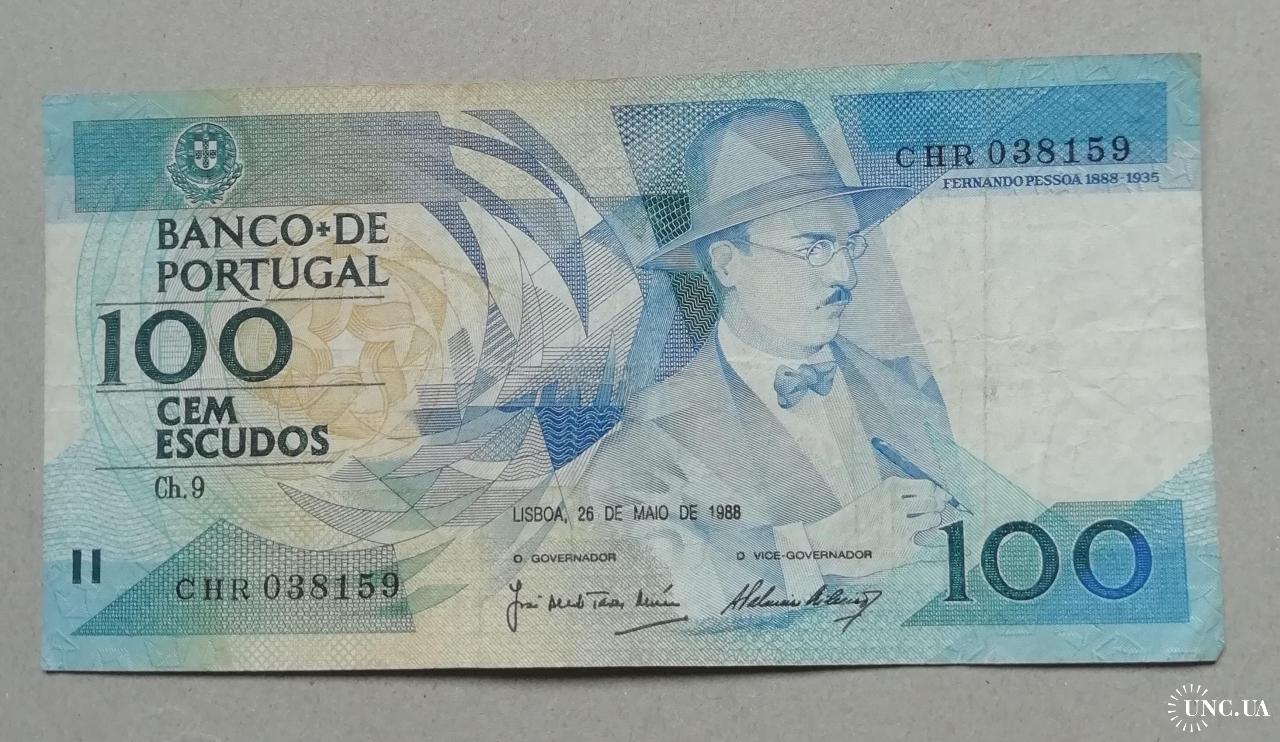 CHR 038159
FERNANDO PESSOA 1888-1935
BANCO+DE
PORTUGAL
100
CEM
ESCUDOS
Ch. 9
LISBOA, 26 DE MAIO DE 1988
O GOVERNADOR
O VICE-GOVERNADOR
CHR 038159
100
UNC.UA